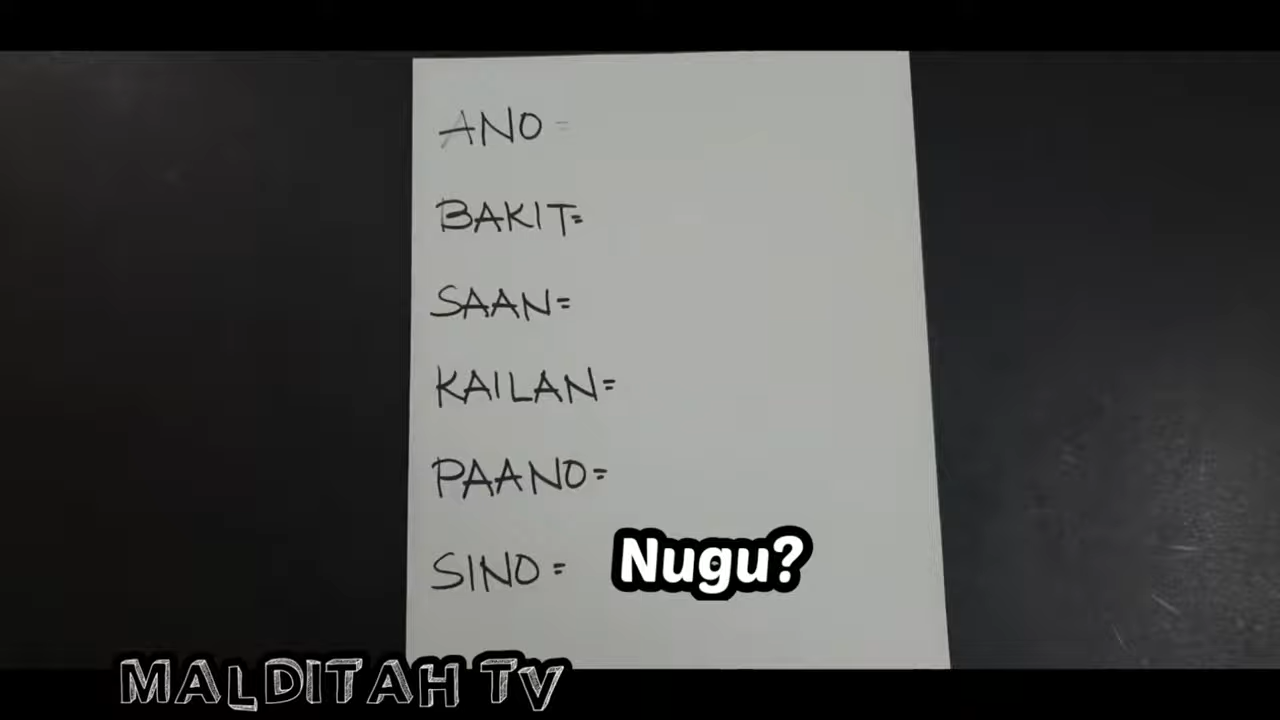 ANO =
BAKIT=
SAAN=
KAILAN=
PAANO=
SINO = Nugu?
MALDITAH TV